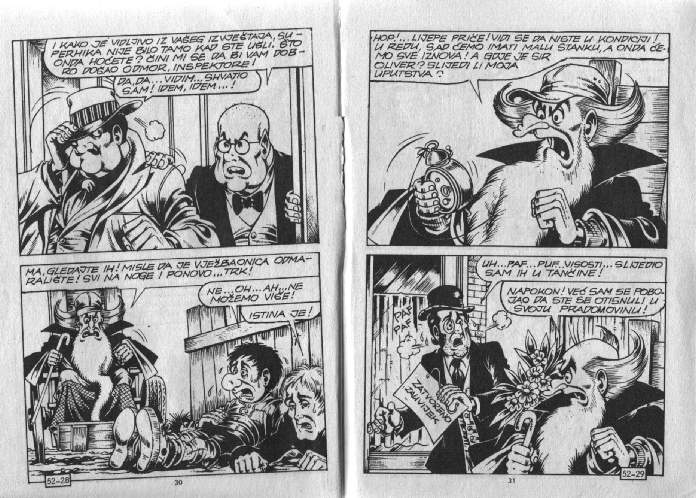 I KAKO JE VIDLJIVO IZ VAŠEG IZVJEŠTAJA, SU-
PERHIKA NIJE BILO TAMO KAD STE UŠLI. ŠTO
ONDA HOĆETE? ČINI MI SE DA BI VAM DOB-
RO DOŠAO ODMOR, INSPEKTORE!
DA, DA... VIDIM... SHVATIO
SAM! IDEM, IDEM...!
MA, GLEDAJTE IH! MISLE DA JE VJEŽBAONICA ODMA-
RALIŠTE! SVI NA NOGE I PONOVO... TRK!
NE... OH... AH... NE
MOŽEMO VIŠE!
ISTINA JE!
52-28
30
HOP!... LIJEPE PRIČE! VIDI SE DA NISTE U KONDICIJI!
U REDU, SAD ĆEMO IMATI MALU STANKU, A ONDA ĆE-
MO SVE IZNOVA! A GDJE JE SIR
OLIVER? SLIJEDI LI MOJA
UPUTSTVA?
UH... PAF... PUF... VISOSTI... SLIJEDIO
SAM IH U TANČINE!
NAPOKON! VEĆ SAM SE POBO-
JAO DA STE SE OTISNULI U
SVOJU PRADOMOVINU!
PAF
PAF
ZATVORENO
ZAUVIJEK
31
52-29